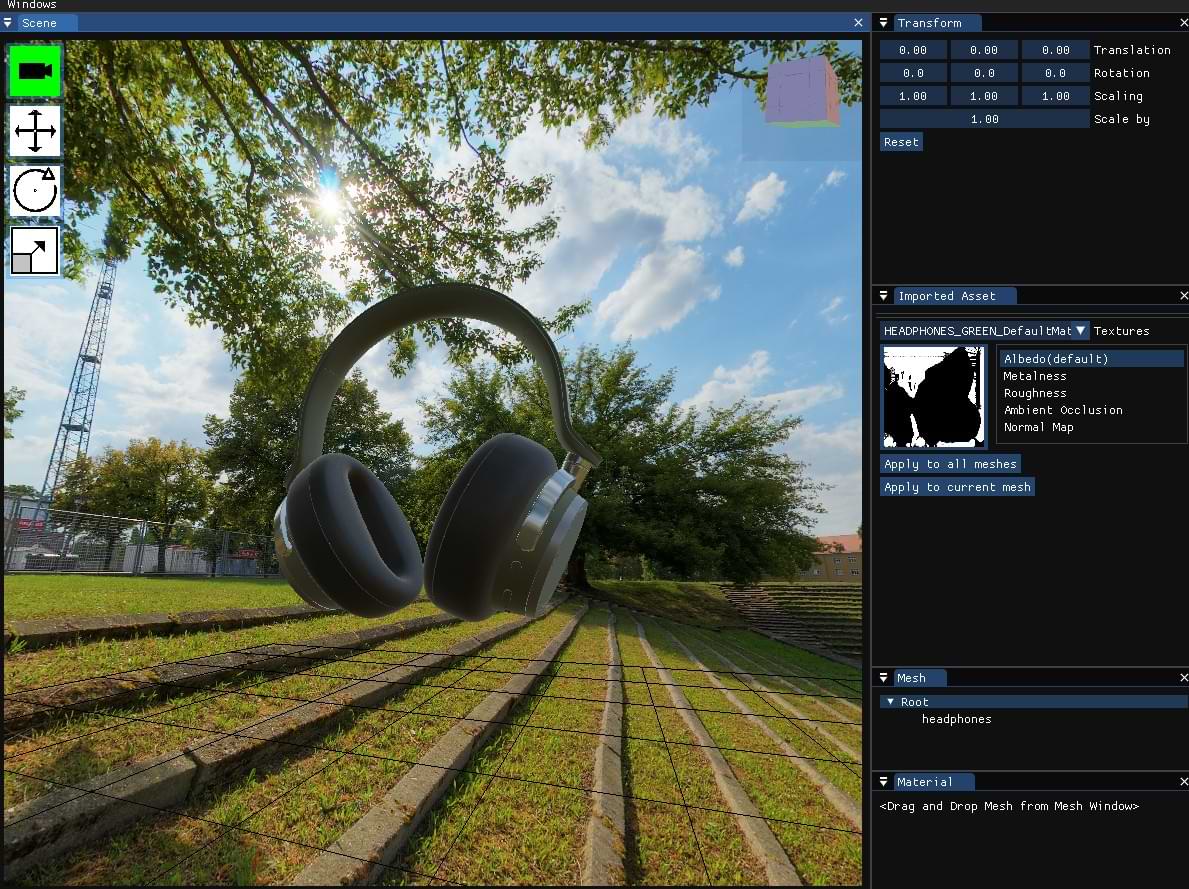 Windows
Scene
Transform
0.00 0.00 0.00 Translation
0.0 0.0 0.0 Rotation
1.00 1.00 1.00 Scaling
1.00 Scale by
Reset
Imported Asset
HEADPHONES_GREEN_DefaultMat Textures
Albedo(default)
Metalness
Roughness
Ambient Occlusion
Normal Map
Apply to all meshes
Apply to current mesh
Mesh
Root
headphones
Material
<Drag and Drop Mesh from Mesh Window>